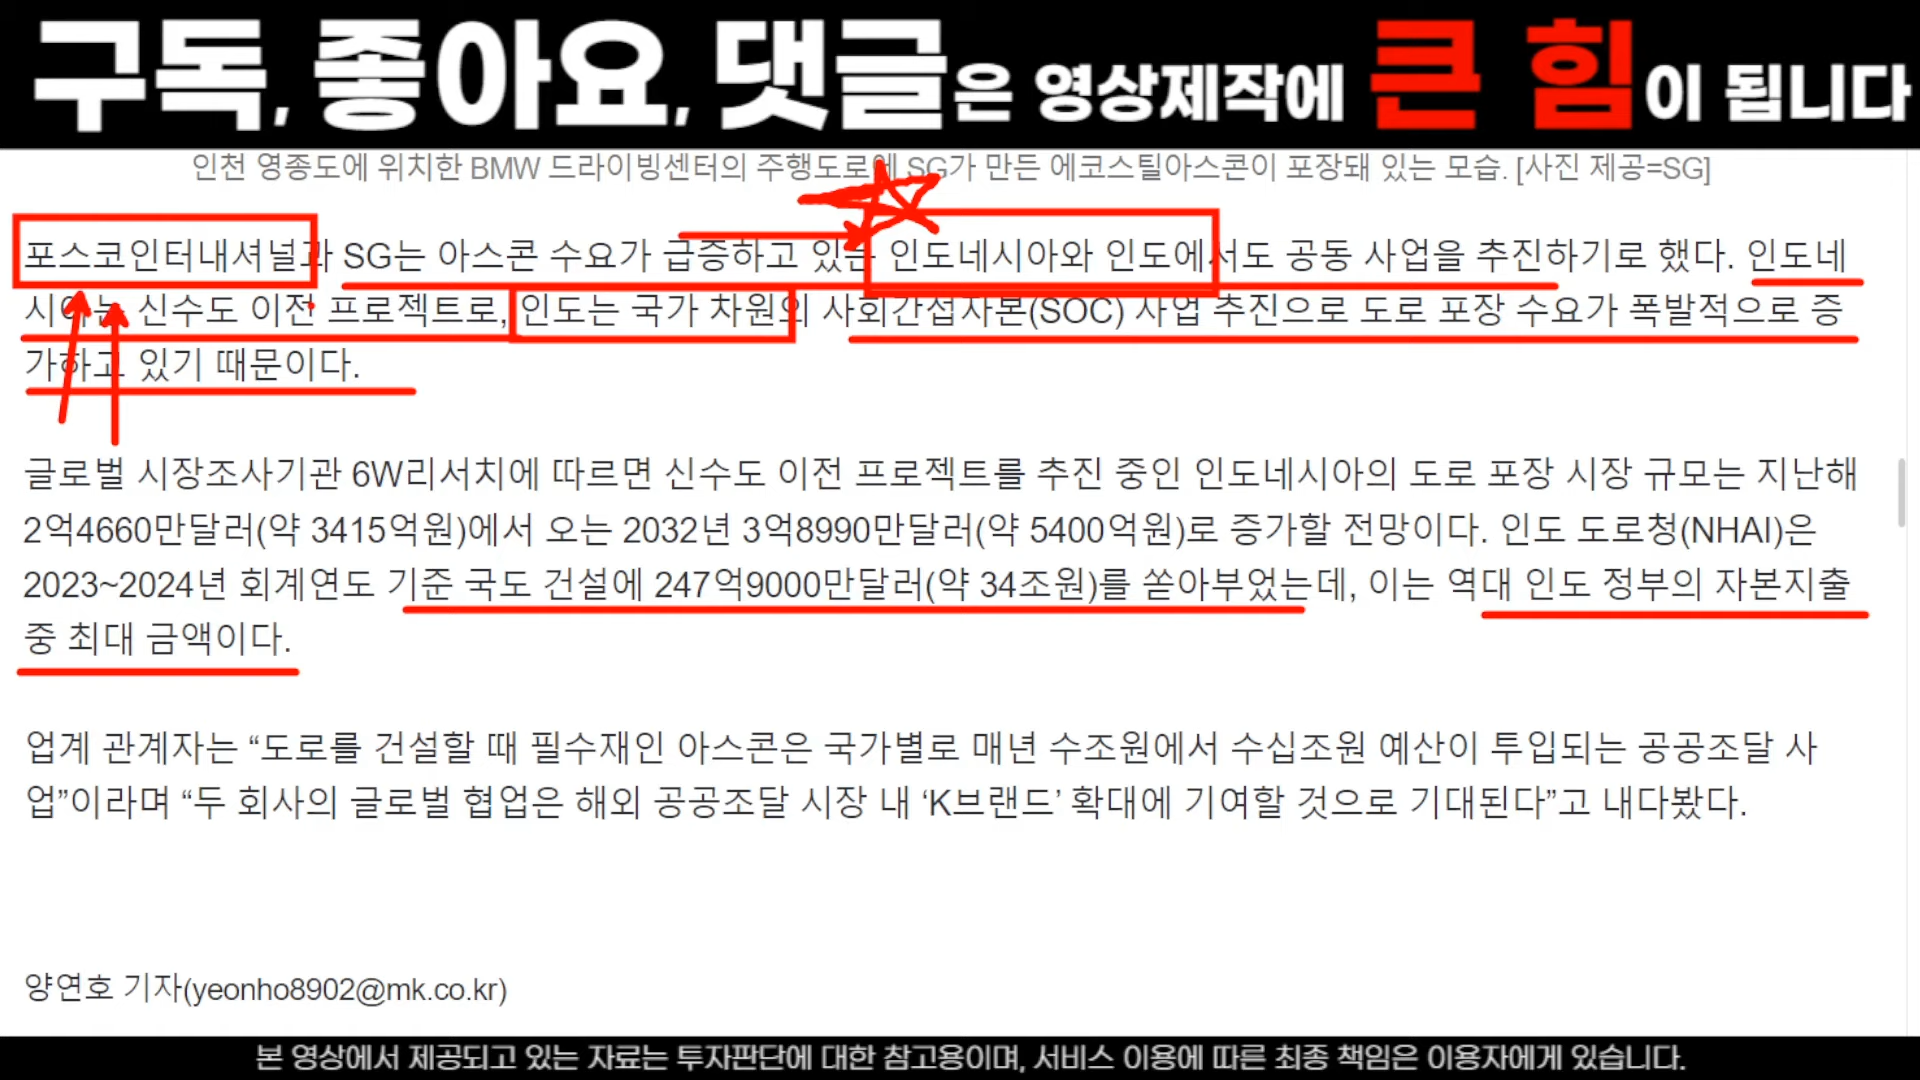 구독, 좋아요, 댓글은 영상제작에 큰 힘이 됩니다
인천 영종도에 위치한 BMW 드라이빙센터의 주행도로에 SG가 만든 에코스틸아스콘이 포장돼 있는 모습. [사진 제공=SG]
포스코인터내셔널과 SG는 아스콘 수요가 급증하고 있는 인도네시아와 인도에서도 공동 사업을 추진하기로 했다. 인도네
시아는 신수도 이전 프로젝트로, 인도는 국가 차원의 사회간접자본(SOC) 사업 추진으로 도로 포장 수요가 폭발적으로 증
가하고 있기 때문이다.
글로벌 시장조사기관 6W리서치에 따르면 신수도 이전 프로젝트를 추진 중인 인도네시아의 도로 포장 시장 규모는 지난해
2억4660만달러(약 3415억원)에서 오는 2032년 3억8990만달러(약 5400억원)로 증가할 전망이다. 인도 도로청(NHAI)은
2023~2024년 회계연도 기준 국도 건설에 247억9000만달러(약 34조원)를 쏟아부었는데, 이는 역대 인도 정부의 자본지출
중 최대 금액이다.
업계 관계자는 “도로를 건설할 때 필수재인 아스콘은 국가별로 매년 수조원에서 수십조원 예산이 투입되는 공공조달 사
업”이라며 “두 회사의 글로벌 협업은 해외 공공조달 시장 내 ‘K브랜드’ 확대에 기여할 것으로 기대된다”고 내다봤다.
양연호 기자(yeonho8902@mk.co.kr)
본 영상에서 제공되고 있는 자료는 투자판단에 대한 참고용이며, 서비스 이용에 따른 최종 책임은 이용자에게 있습니다.